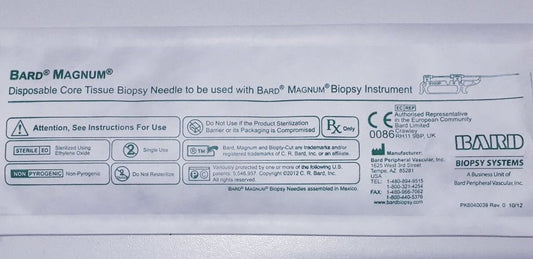 BARD® MAGNUM®
Disposable Core Tissue Biopsy Needle to be used with BARD® MAGNUM® Biopsy Instrument
Attention, See Instructions For Use
Do Not Use if the Product Sterilization
Barrier or its Packaging is Compromised
Rx Only
STERILE EO
Sterilized Using
Ethylene Oxide
2
Single Use
® TM
Bard, Magnum and Biopty-Cut are trademarks and/or
registered trademarks of C. R. Bard, Inc. or an affiliate.
NON PYROGENIC
Non-Pyrogenic
2
Do Not Resterilize
P C
Variously protected by one or more of the following U.S.
patents: 5,546,957. Copyright ©2012 C. R. Bard, Inc.
All rights reserved.
BARD® MAGNUM® Biopsy Needles assembled in Mexico.
CE
0086
EC REP
Authorised Representative
in the European Community
Bard Limited
Crawley
RH11 9BP, UK
Manufacturer:
Bard Peripheral Vascular, Inc.
1625 West 3rd Street
Tempe, AZ 85281
USA
TEL: 1-480-894-9515
1-800-321-4254
FAX: 1-480-966-7062
1-800-440-5376
www.bardbiopsy.com
BARD
BIOPSY SYSTEMS
A Business Unit of
Bard Peripheral Vascular, Inc.
PK8040039 Rev. 0 10/12